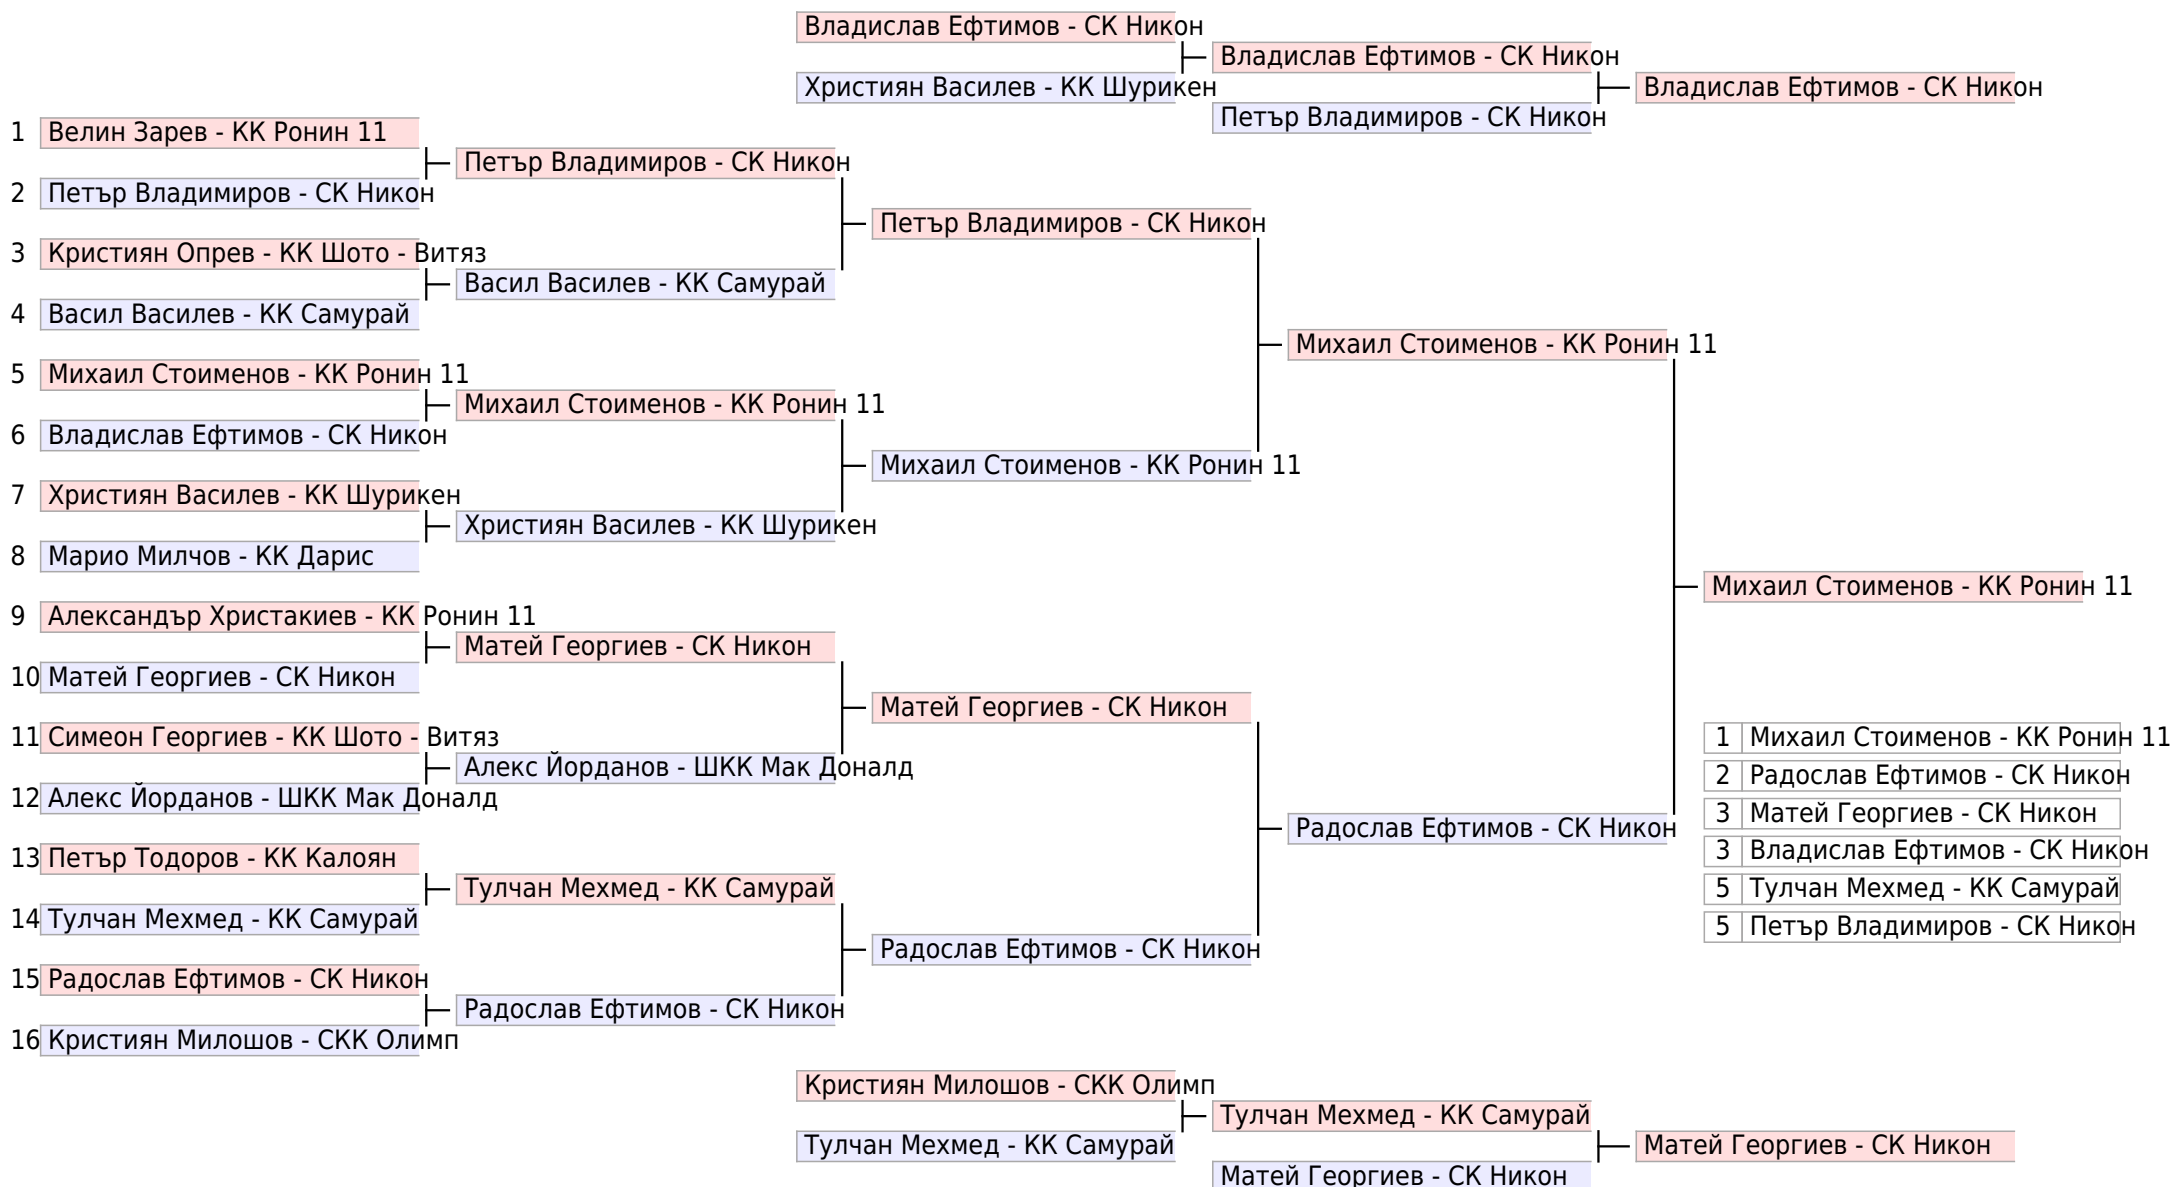 Владислав Ефтимов - СК Никон
Владислав Ефтимов - СК Никон
Християн Василев - КК Шурикен
Владислав Ефтимов - СК Никон
Петър Владимиров - СК Никон
1 Велин Зарев - КК Ронин 11
Петър Владимиров - СК Никон
2 Петър Владимиров - СК Никон
Петър Владимиров - СК Никон
3 Кристиян Опрев - КК Шото - Витяз
Васил Василев - КК Самурай
4 Васил Василев - КК Самурай
Михаил Стоименов - КК Ронин 11
5 Михаил Стоименов - КК Ронин 11
Михаил Стоименов - КК Ронин 11
6 Владислав Ефтимов - СК Никон
Михаил Стоименов - КК Ронин 11
7 Християн Василев - КК Шурикен
Християн Василев - КК Шурикен
8 Марио Милчов - КК Дарис
Михаил Стоименов - КК Ронин 11
9 Александър Христакиев - КК Ронин 11
Матей Георгиев - СК Никон
10 Матей Георгиев - СК Никон
Матей Георгиев - СК Никон
11 Симеон Георгиев - КК Шото - Витяз
Алекс Йорданов - ШКК Мак Доналд
12 Алекс Йорданов - ШКК Мак Доналд
Радослав Ефтимов - СК Никон
13 Петър Тодоров - КК Калоян
Тулчан Мехмед - КК Самурай
14 Тулчан Мехмед - КК Самурай
Радослав Ефтимов - СК Никон
15 Радослав Ефтимов - СК Никон
Радослав Ефтимов - СК Никон
16 Кристиян Милошов - СКК Олимп
1 Михаил Стоименов - КК Ронин 11
2 Радослав Ефтимов - СК Никон
3 Матей Георгиев - СК Никон
3 Владислав Ефтимов - СК Никон
5 Тулчан Мехмед - КК Самурай
5 Петър Владимиров - СК Никон
Кристиян Милошов - СКК Олимп
Тулчан Мехмед - КК Самурай
Тулчан Мехмед - КК Самурай
Матей Георгиев - СК Никон
Матей Георгиев - СК Никон